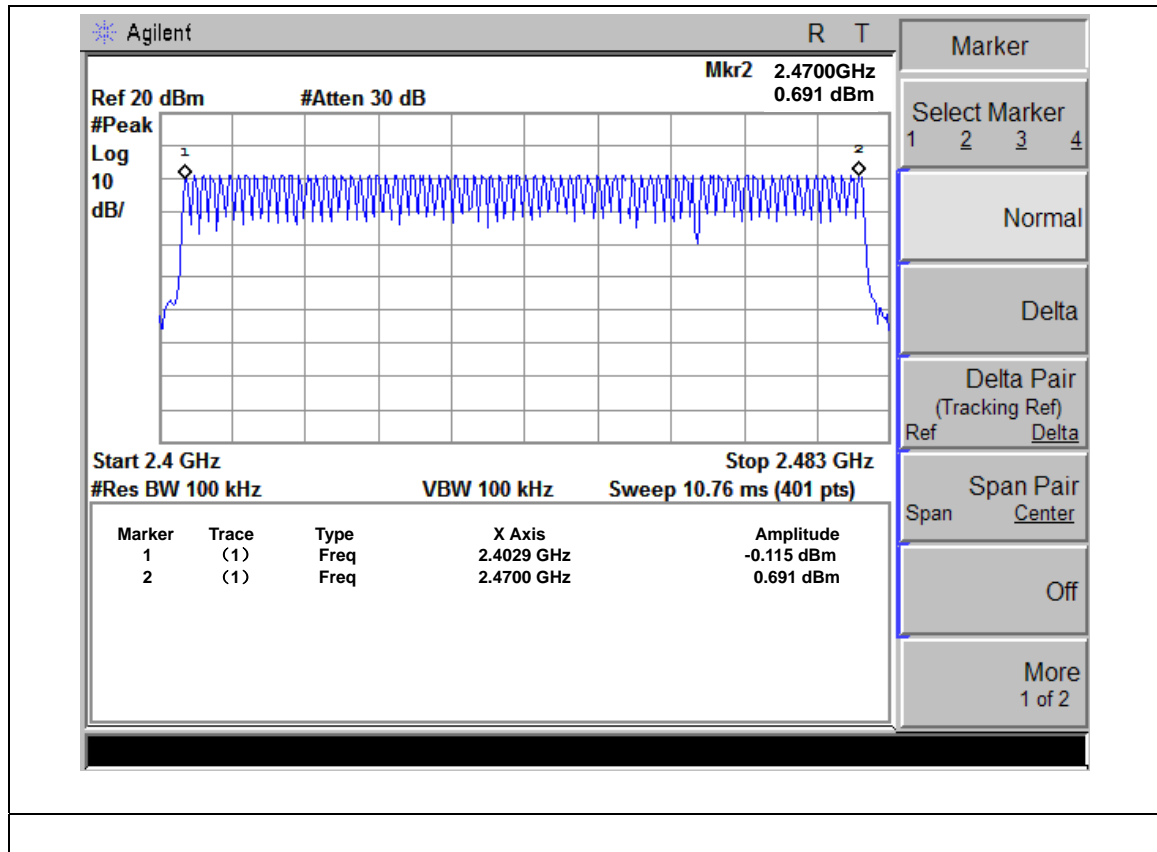 Agilent R T
Mkr2 2.4700GHz
Ref 20 dBm #Atten 30 dB 0.691 dBm
#Peak
Log
10
dB/
1
2
Start 2.4 GHz Stop 2.483 GHz
#Res BW 100 kHz VBW 100 kHz Sweep 10.76 ms (401 pts)
Marker Trace Type X Axis Amplitude
1 （1） Freq 2.4029 GHz -0.115 dBm
2 （1） Freq 2.4700 GHz 0.691 dBm
Marker
Select Marker
1 2 3 4
Normal
Delta
Delta Pair
(Tracking Ref)
Ref Delta
Span Pair
Span Center
Off
More
1 of 2